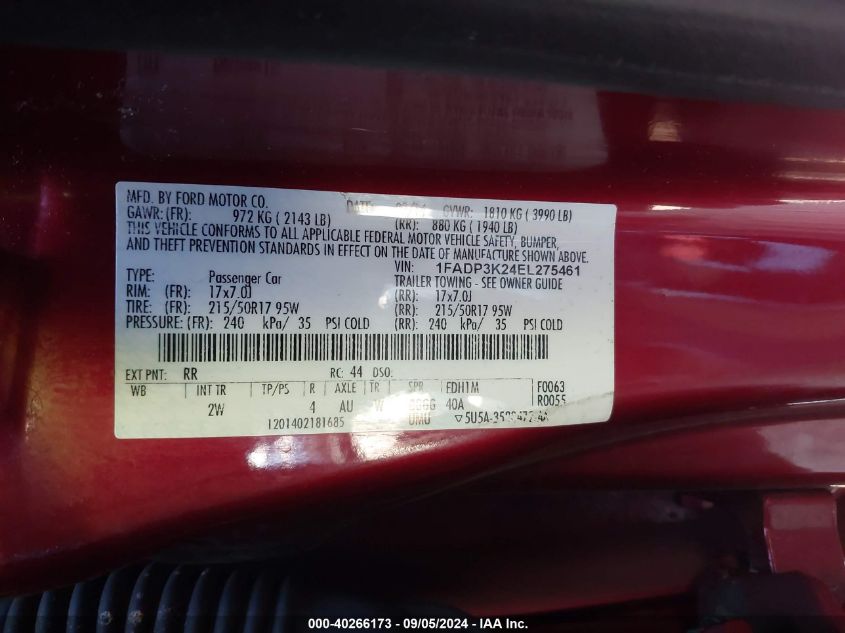 MFD. BY FORD MOTOR CO. DATE: GVWR: 1810 KG ( 3990 LB)
GAWR: (FR): 972 KG ( 2143 LB) (RR): 880 KG ( 1940 LB)
THIS VEHICLE CONFORMS TO ALL APPLICABLE FEDERAL MOTOR VEHICLE SAFETY, BUMPER,
AND THEFT PREVENTION STANDARDS IN EFFECT ON THE DATE OF MANUFACTURE SHOWN ABOVE.
VIN: 1FADP3K24EL275461
TYPE: Passenger Car TRAILER TOWING - SEE OWNER GUIDE
RIM: (FR): 17x7.0J (RR): 17x7.0J
TIRE: (FR): 215/50R17 95W (RR): 215/50R17 95W
PRESSURE: (FR): 240 kPa/ 35 PSI COLD (RR): 240 kPa/ 35 PSI COLD
EXT PNT: RR RC: 44 DSO:
WB INT TR TP/PS R AXLE TR SPR FDH1M F0063
2W 4 AU GGG 40A R0055
1201402181685 UMU 5U5A-
000-40266173 - 09/05/2024 - IAA, Inc.